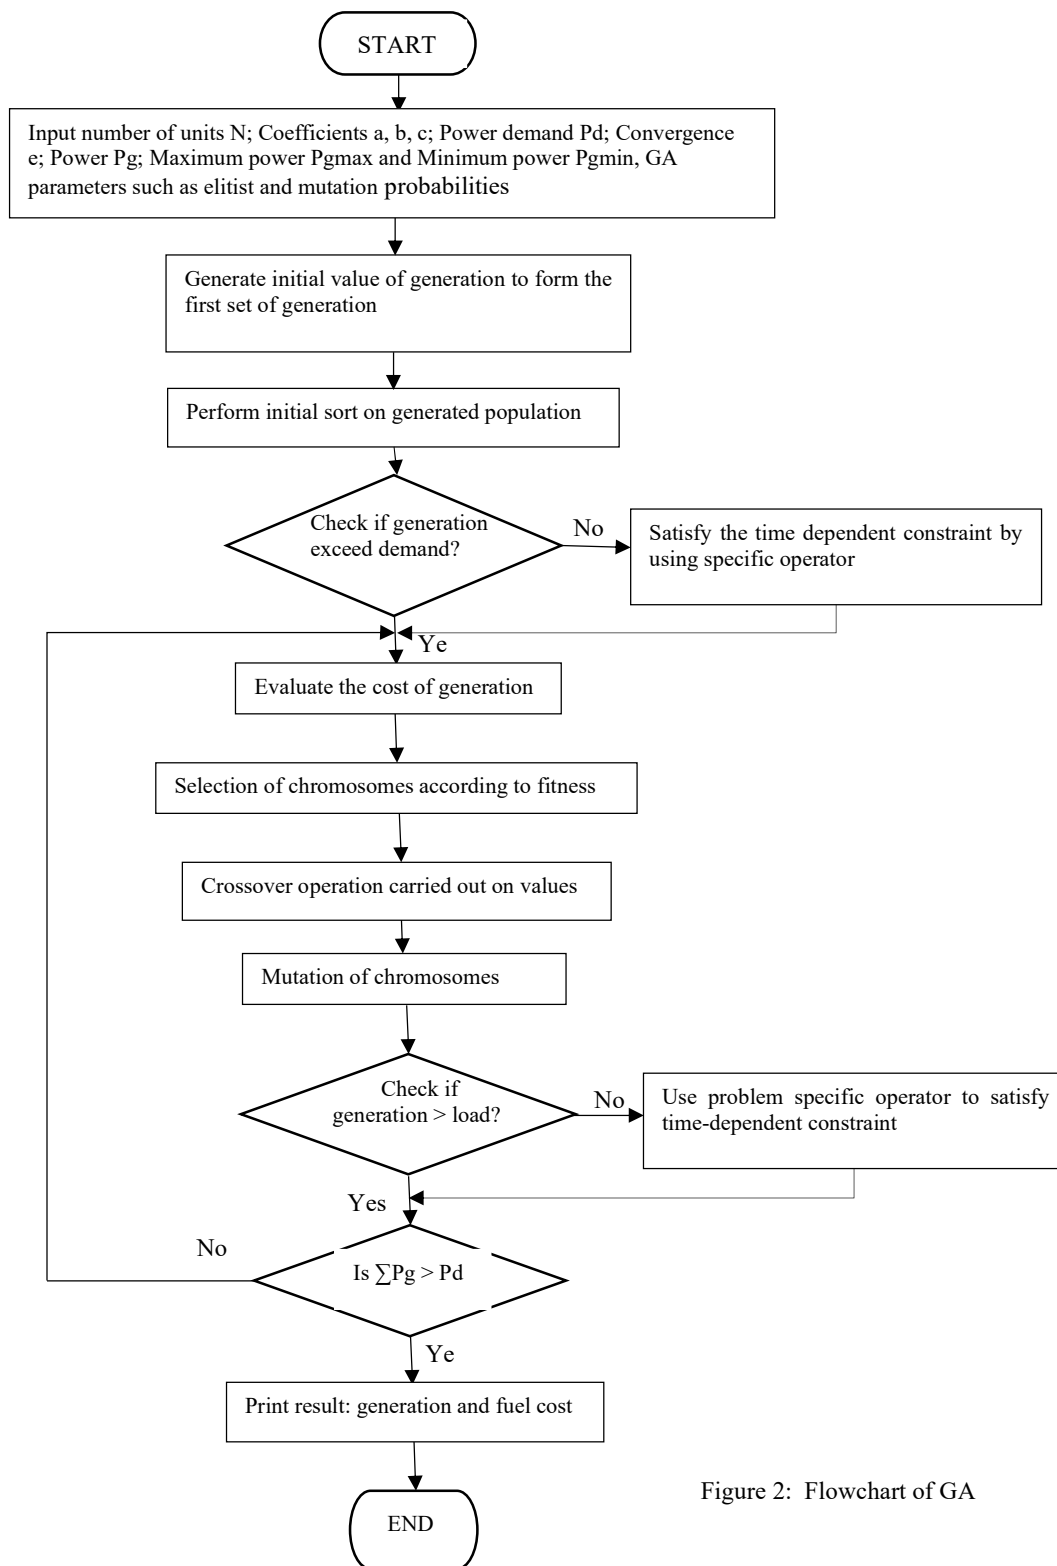 START
Input number of units N; Coefficients a, b, c; Power demand Pd; Convergence
e; Power Pg; Maximum power Pgmax and Minimum power Pgmin, GA
parameters such as elitist and mutation probabilities
Generate initial value of generation to form the
first set of generation
Perform initial sort on generated population
Check if generation
exceed demand?
No
Satisfy the time dependent constraint by
using specific operator
Ye
Evaluate the cost of generation
Selection of chromosomes according to fitness
Crossover operation carried out on values
Mutation of chromosomes
Check if
generation > load?
No
Use problem specific operator to satisfy
time-dependent constraint
Yes
No
Is ∑Pg > Pd
Ye
Print result: generation and fuel cost
END
Figure 2: Flowchart of GA